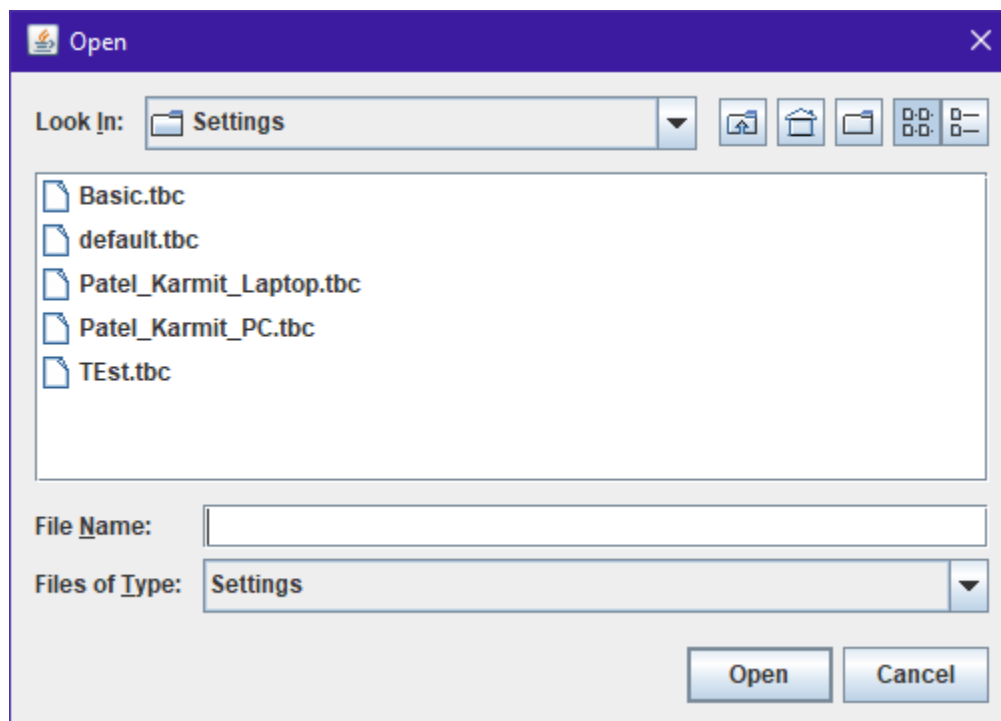 Open
Look In: Settings
Basic.tbc
default.tbc
Patel_Karmit_Laptop.tbc
Patel_Karmit_PC.tbc
TEst.tbc
File Name:
Files of Type: Settings
Open Cancel